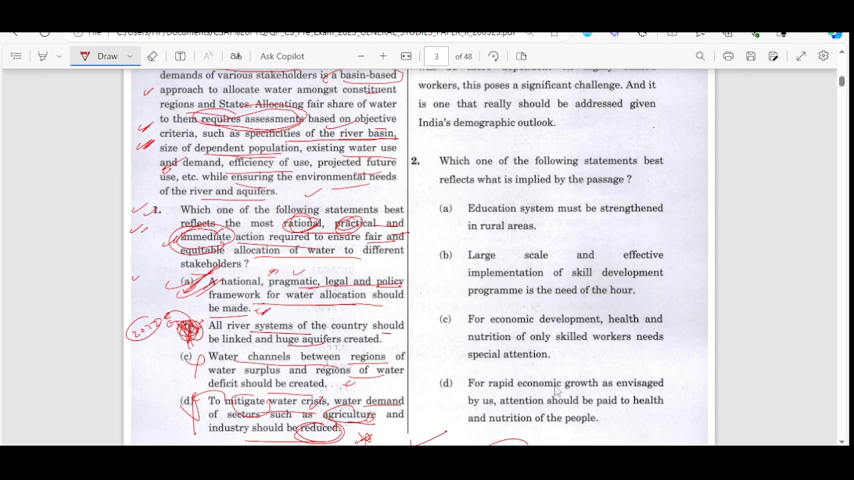 Draw
Ask Copilot
3 of 48
demands of various stakeholders is a basin-based
approach to allocate water amongst constituent
regions and States. Allocating fair share of water
to them requires assessments based on objective
criteria, such as specificities of the river basin,
size of dependent population, existing water use
and demand, efficiency of use, projected future
use, etc. while ensuring the environmental needs
of the river and aquifers.
1. Which one of the following statements best
reflects the most rational, practical and
immediate action required to ensure fair and
equitable allocation of water to different
stakeholders ?
(a) A national, pragmatic, legal and policy
framework for water allocation should
be made.
All river systems of the country should
be linked and huge aquifers created.
(c) Water channels between regions of
water surplus and regions of water
deficit should be created.
(d) To mitigate water crisis, water demand
of sectors such as agriculture and
industry should be reduced.
workers, this poses a significant challenge. And it
is one that really should be addressed given
India's demographic outlook.
2. Which one of the following statements best
reflects what is implied by the passage ?
(a) Education system must be strengthened
in rural areas.
(b) Large scale and effective
implementation of skill development
programme is the need of the hour.
(c) For economic development, health and
nutrition of only skilled workers needs
special attention.
(d) For rapid economic growth as envisaged
by us, attention should be paid to health
and nutrition of the people.